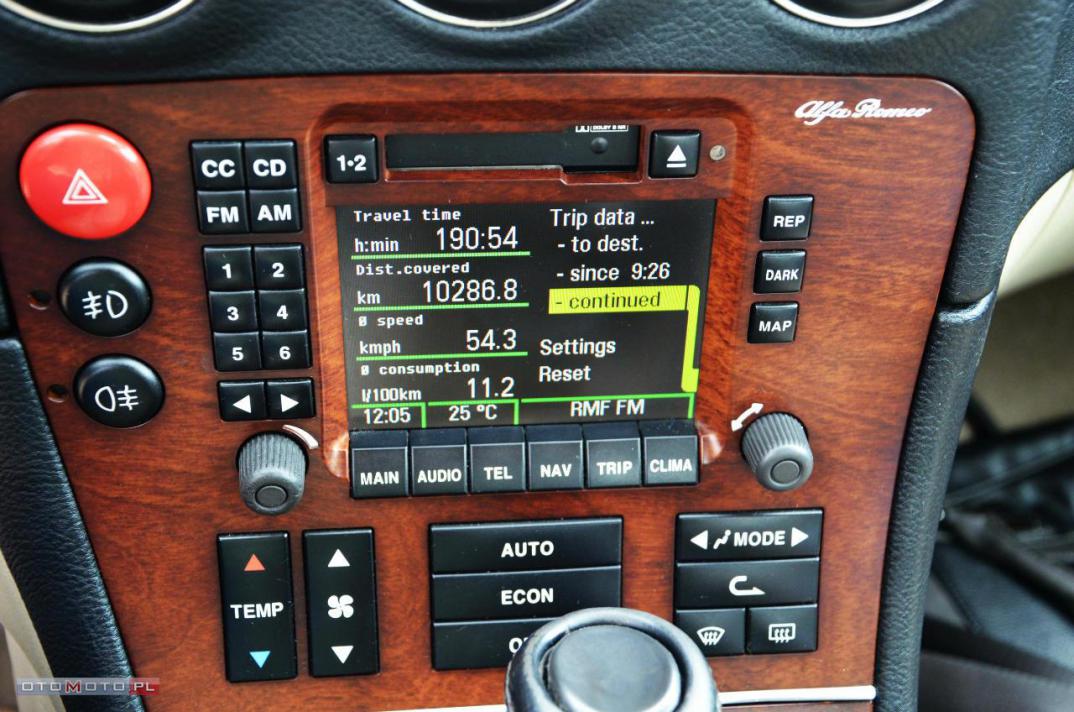 Alfa Romeo
DOLBY B NR
1•2
CC CD
FM AM
1 2
3 4
5 6
Travel time
h:min 190:54
Dist.covered
km 10286.8
Ø speed
kmph 54.3
Ø consumption
l/100km 11.2
12:05 25 °C RMF FM
Trip data ...
- to dest.
- since 9:26
- continued
Settings
Reset
REP
DARK
MAP
MAIN AUDIO TEL NAV TRIP CLIMA
TEMP
AUTO
ECON
MODE
OTOMOTO.PL